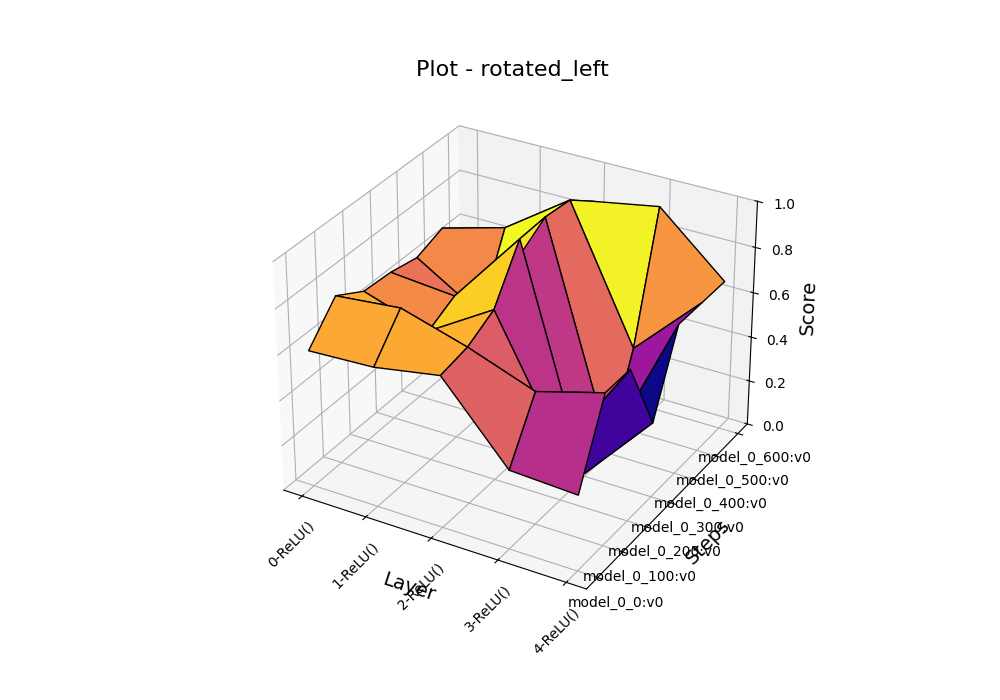 Plot - rotated_left
1.0
0.8
0.6
0.4
0.2
0.0
Score
model_0_600:v0
model_0_500:v0
model_0_400:v0
model_0_300:v0
model_0_200:v0
model_0_100:v0
model_0_0:v0
Steps
0-ReLU()
1-ReLU()
2-ReLU()
3-ReLU()
4-ReLU()
Layer